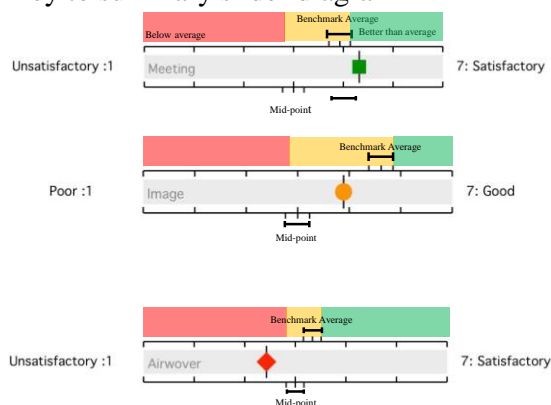 Benchmark Average
Below average
Better than average
Unsatisfactory :1
Meeting
7: Satisfactory
Mid-point
Benchmark Average
Poor :1
Image
7: Good
Mid-point
Benchmark Average
Unsatisfactory :1
Airwover
7: Satisfactory
Mid-point